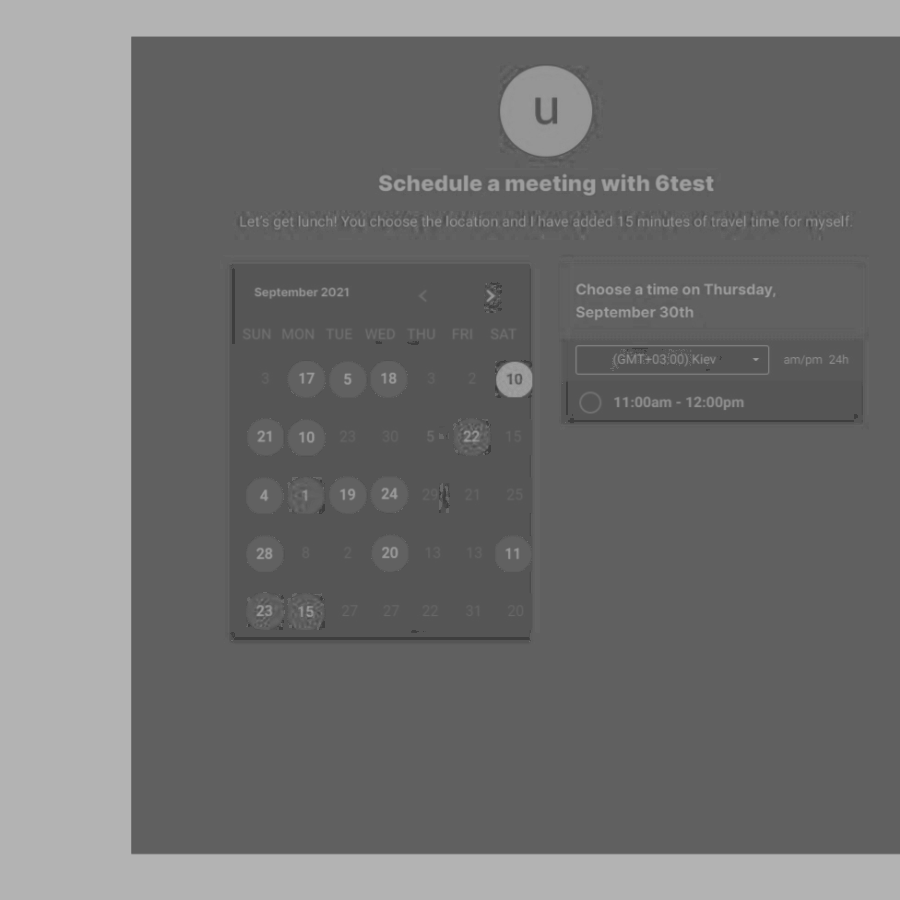 u
Schedule a meeting with 6test
Let's get lunch! You choose the location and I have added 15 minutes of travel time for myself.
September 2021
SUN MON TUE WED THU FRI SAT
3 17 5 18 3 2 10
21 10 23 30 5 22 15
4 1 19 24 29 21 25
28 8 2 20 13 13 11
23 15 27 27 22 31 20
Choose a time on Thursday,
September 30th
(GMT+03:00) Kiev am/pm 24h
11:00am - 12:00pm